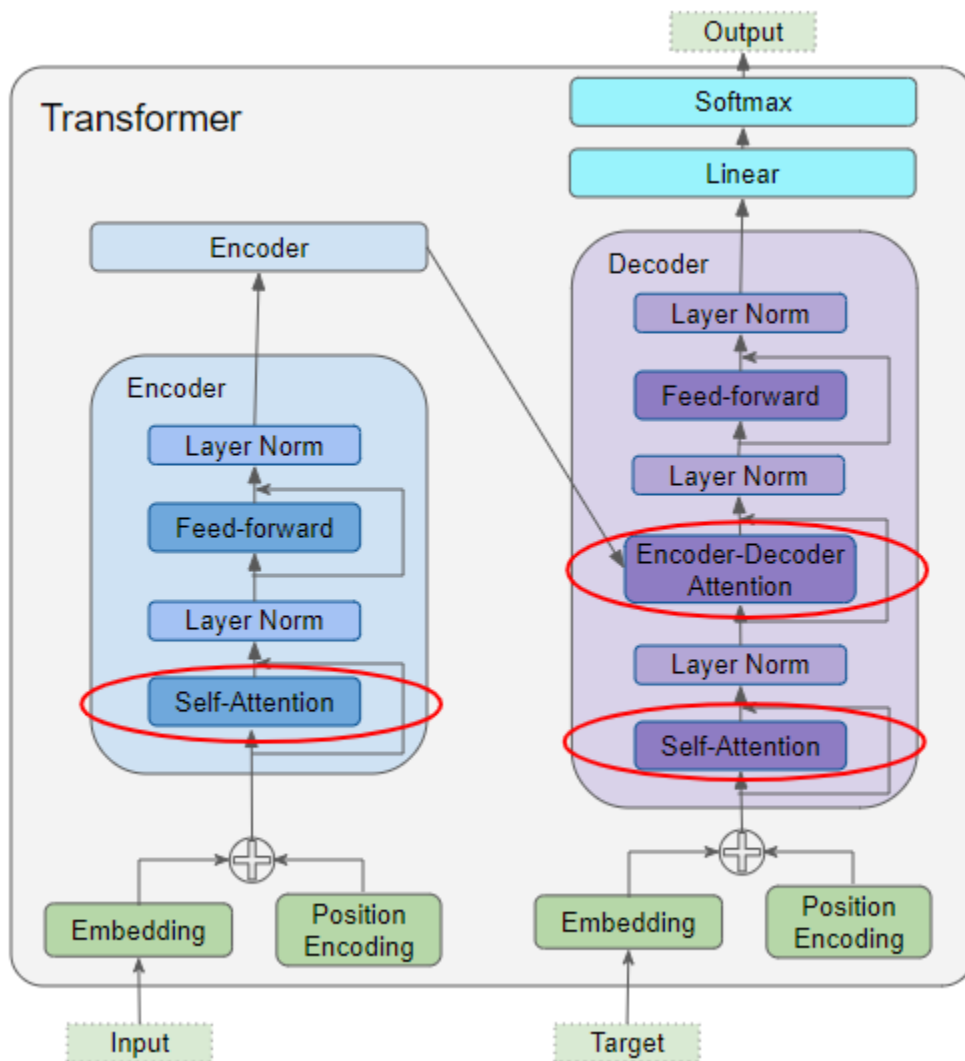 Output
Softmax
Transformer
Linear
Encoder
Decoder
Layer Norm
Encoder
Feed-forward
Layer Norm
Layer Norm
Feed-forward
Encoder-Decoder
Attention
Layer Norm
Layer Norm
Self-Attention
Self-Attention
Embedding
Position
Encoding
Embedding
Position
Encoding
Input
Target